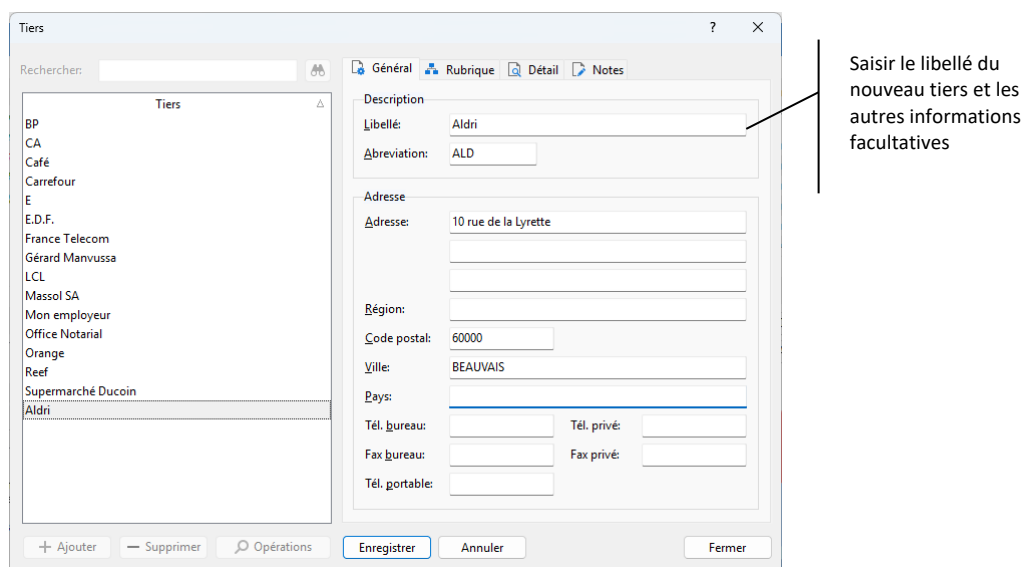 Tiers
?
Rechercher:
Tiers
BP
CA
Café
Carrefour
E
E.D.F.
France Telecom
Gérard Manvussa
LCL
Massol SA
Mon employeur
Office Notarial
Orange
Reef
Supermarché Ducoin
Aldri
Ajouter
Supprimer
Opérations
Général
Rubrique
Détail
Notes
Description
Libellé: Aldri
Abreviation: ALD
Adresse
Adresse: 10 rue de la Lyrette
Région:
Code postal: 60000
Ville: BEAUVAIS
Pays:
Tél. bureau: Tél. privé:
Fax bureau: Fax privé:
Tél. portable:
Enregistrer
Annuler
Fermer
Saisir le libellé du
nouveau tiers et les
autres informations
facultatives